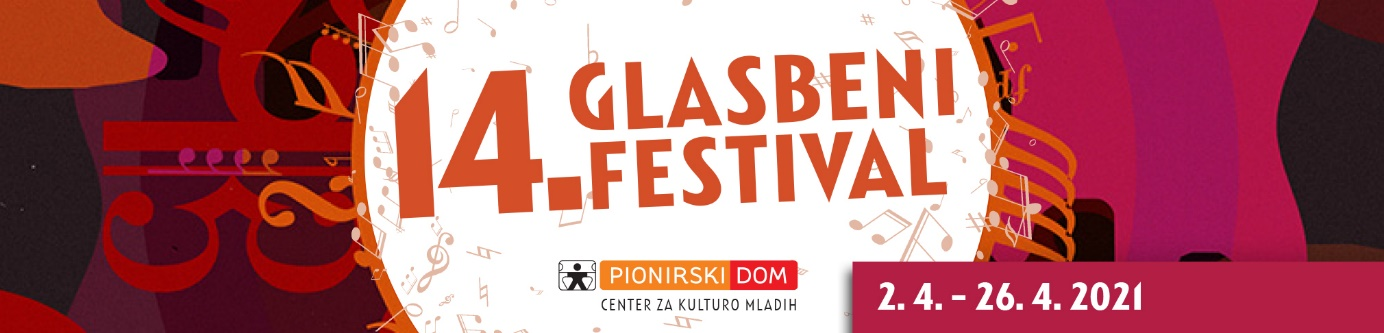 14. GLASBENI
FESTIVAL
PIONIRSKI DOM
CENTER ZA KULTURO MLADIH
2. 4. – 26. 4. 2021